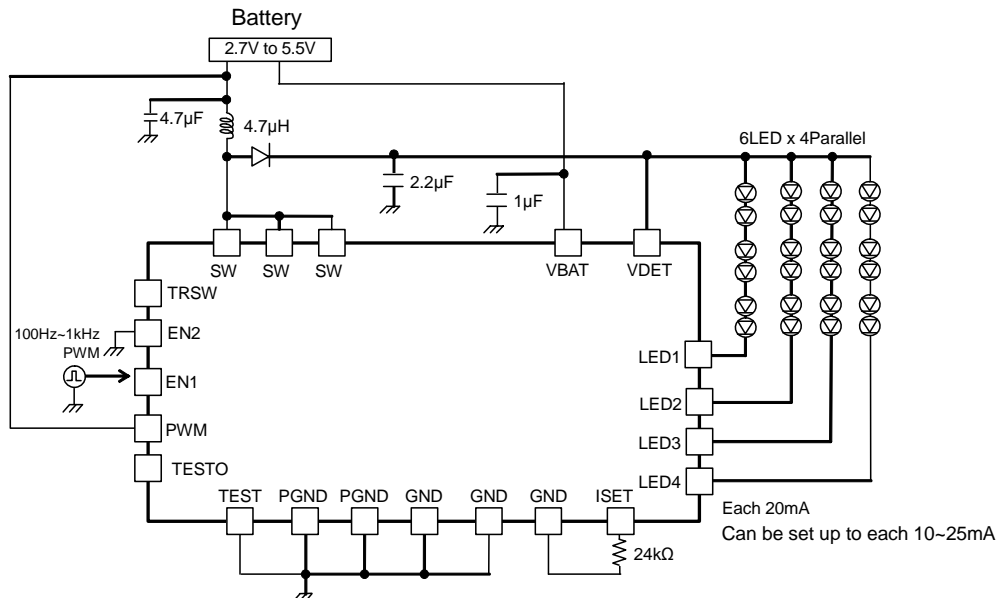 Battery
2.7V to 5.5V
4.7µF
4.7µH
6LED x 4Parallel
2.2µF
1µF
SW
SW
SW
VBAT
VDET
TRSW
100Hz~1kHz
EN2
PWM
LED1
EN1
LED2
PWM
LED3
TESTO
LED4
TEST
PGND
PGND
GND
GND
GND
ISET
Each 20mA
Can be set up to each 10~25mA
24kΩ